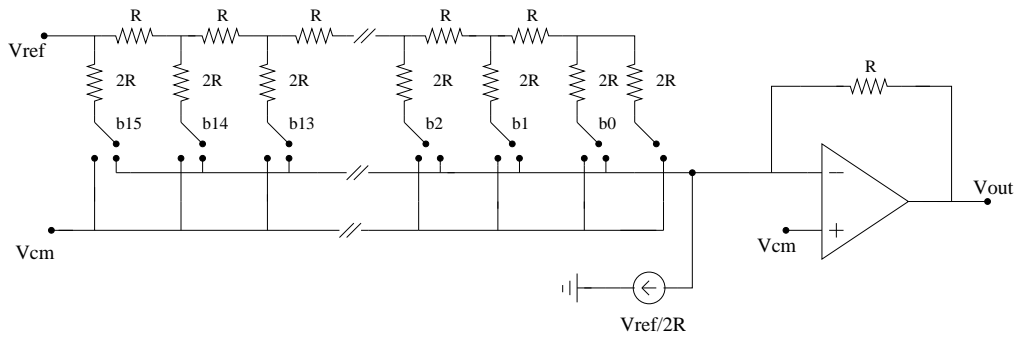 R R R R R
Vref
2R 2R 2R 2R 2R 2R 2R
R
b15 b14 b13 b2 b1 b0
−
Vout
Vcm
Vcm
+
Vref/2R